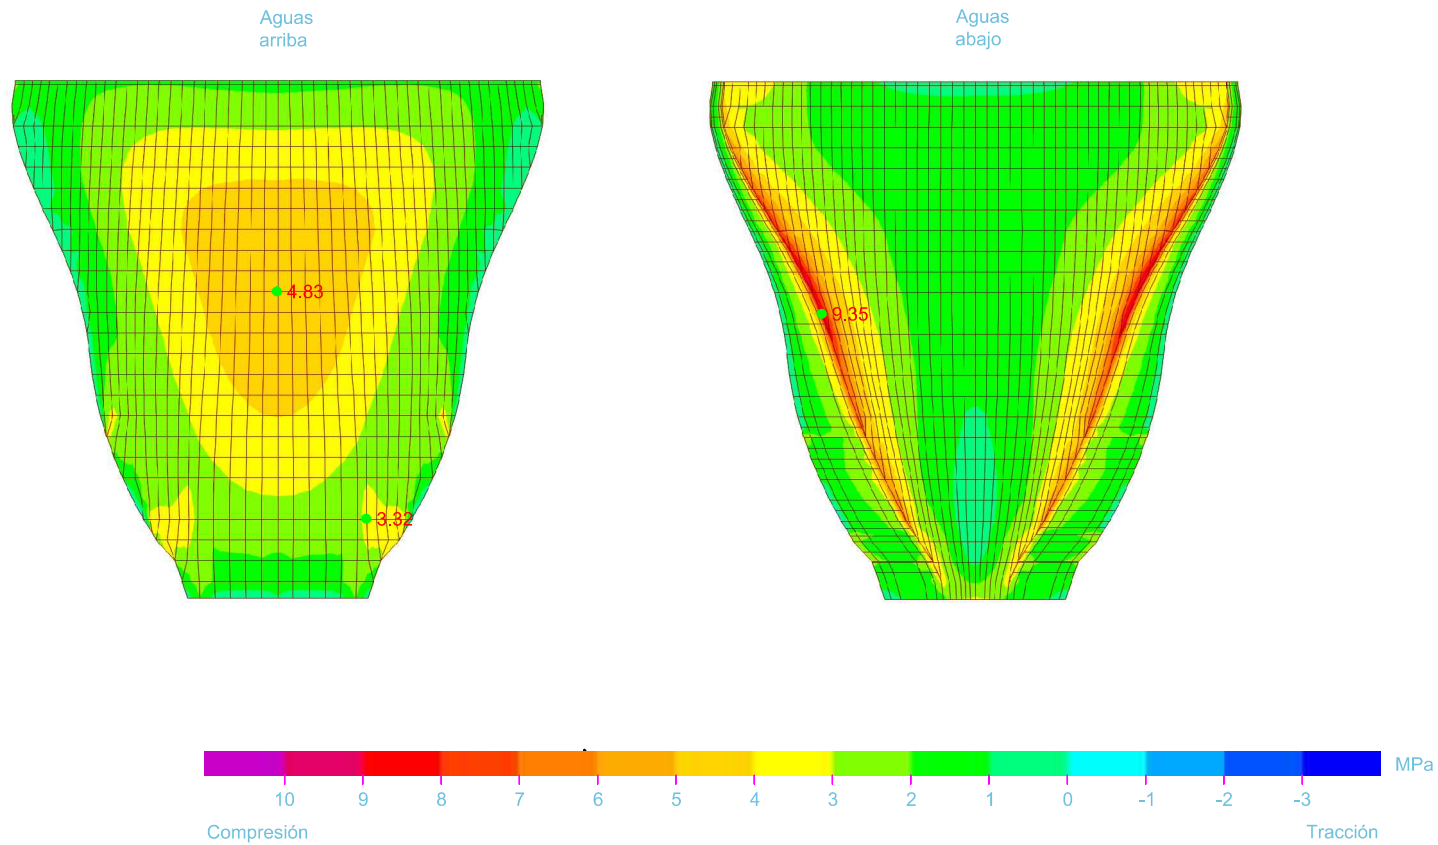 Aguas
arriba
Aguas
abajo
4.83
3.32
9.35
MPa
10 9 8 7 6 5 4 3 2 1 0 -1 -2 -3
Compresión
Tracción